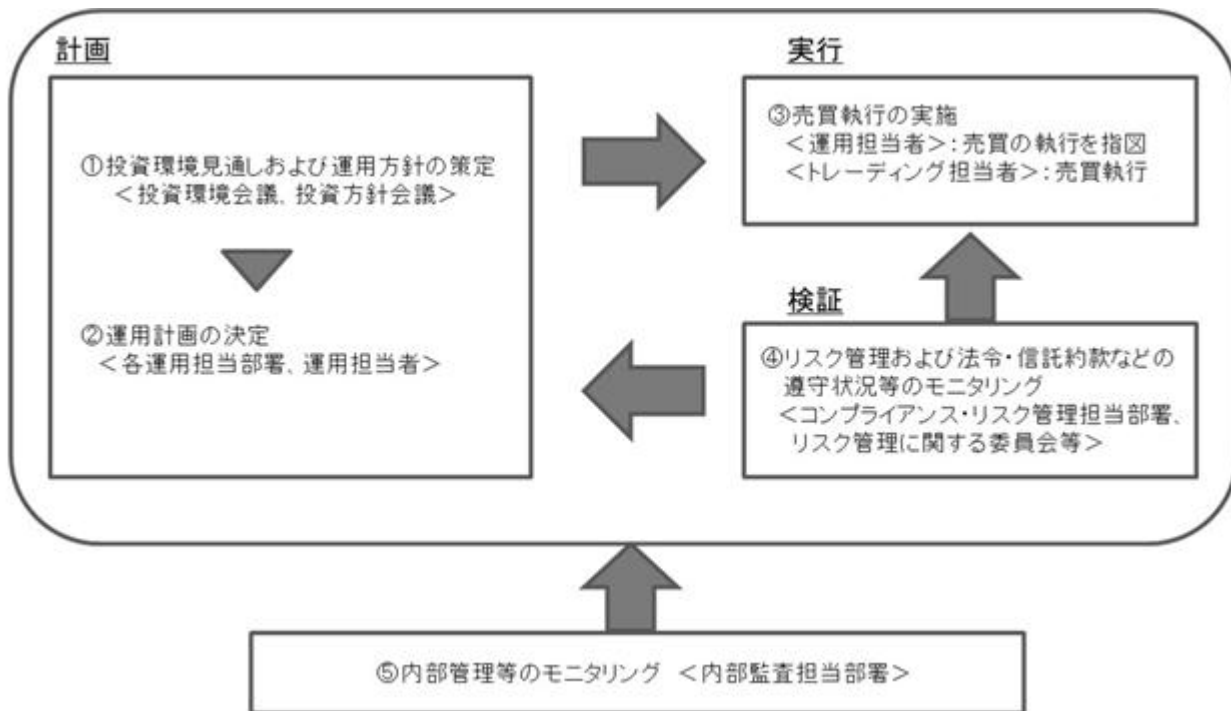 計画
①投資環境見通しおよび運用方針の策定
＜投資環境会議、投資方針会議＞
②運用計画の決定
＜各運用担当部署、運用担当者＞
実行
③売買執行の実施
＜運用担当者＞：売買の執行を指図
＜トレーディング担当者＞：売買執行
検証
④リスク管理および法令・信託約款などの
遵守状況等のモニタリング
＜コンプライアンス・リスク管理担当部署、
リスク管理に関する委員会等＞
⑤内部管理等のモニタリング ＜内部監査担当部署＞